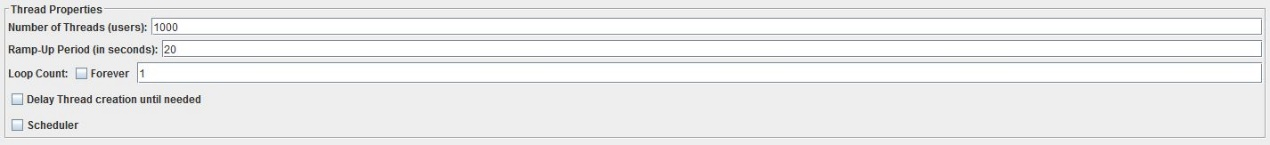 Thread Properties
Number of Threads (users): 1000
Ramp-Up Period (in seconds): 20
Loop Count: Forever 1
Delay Thread creation until needed
Scheduler